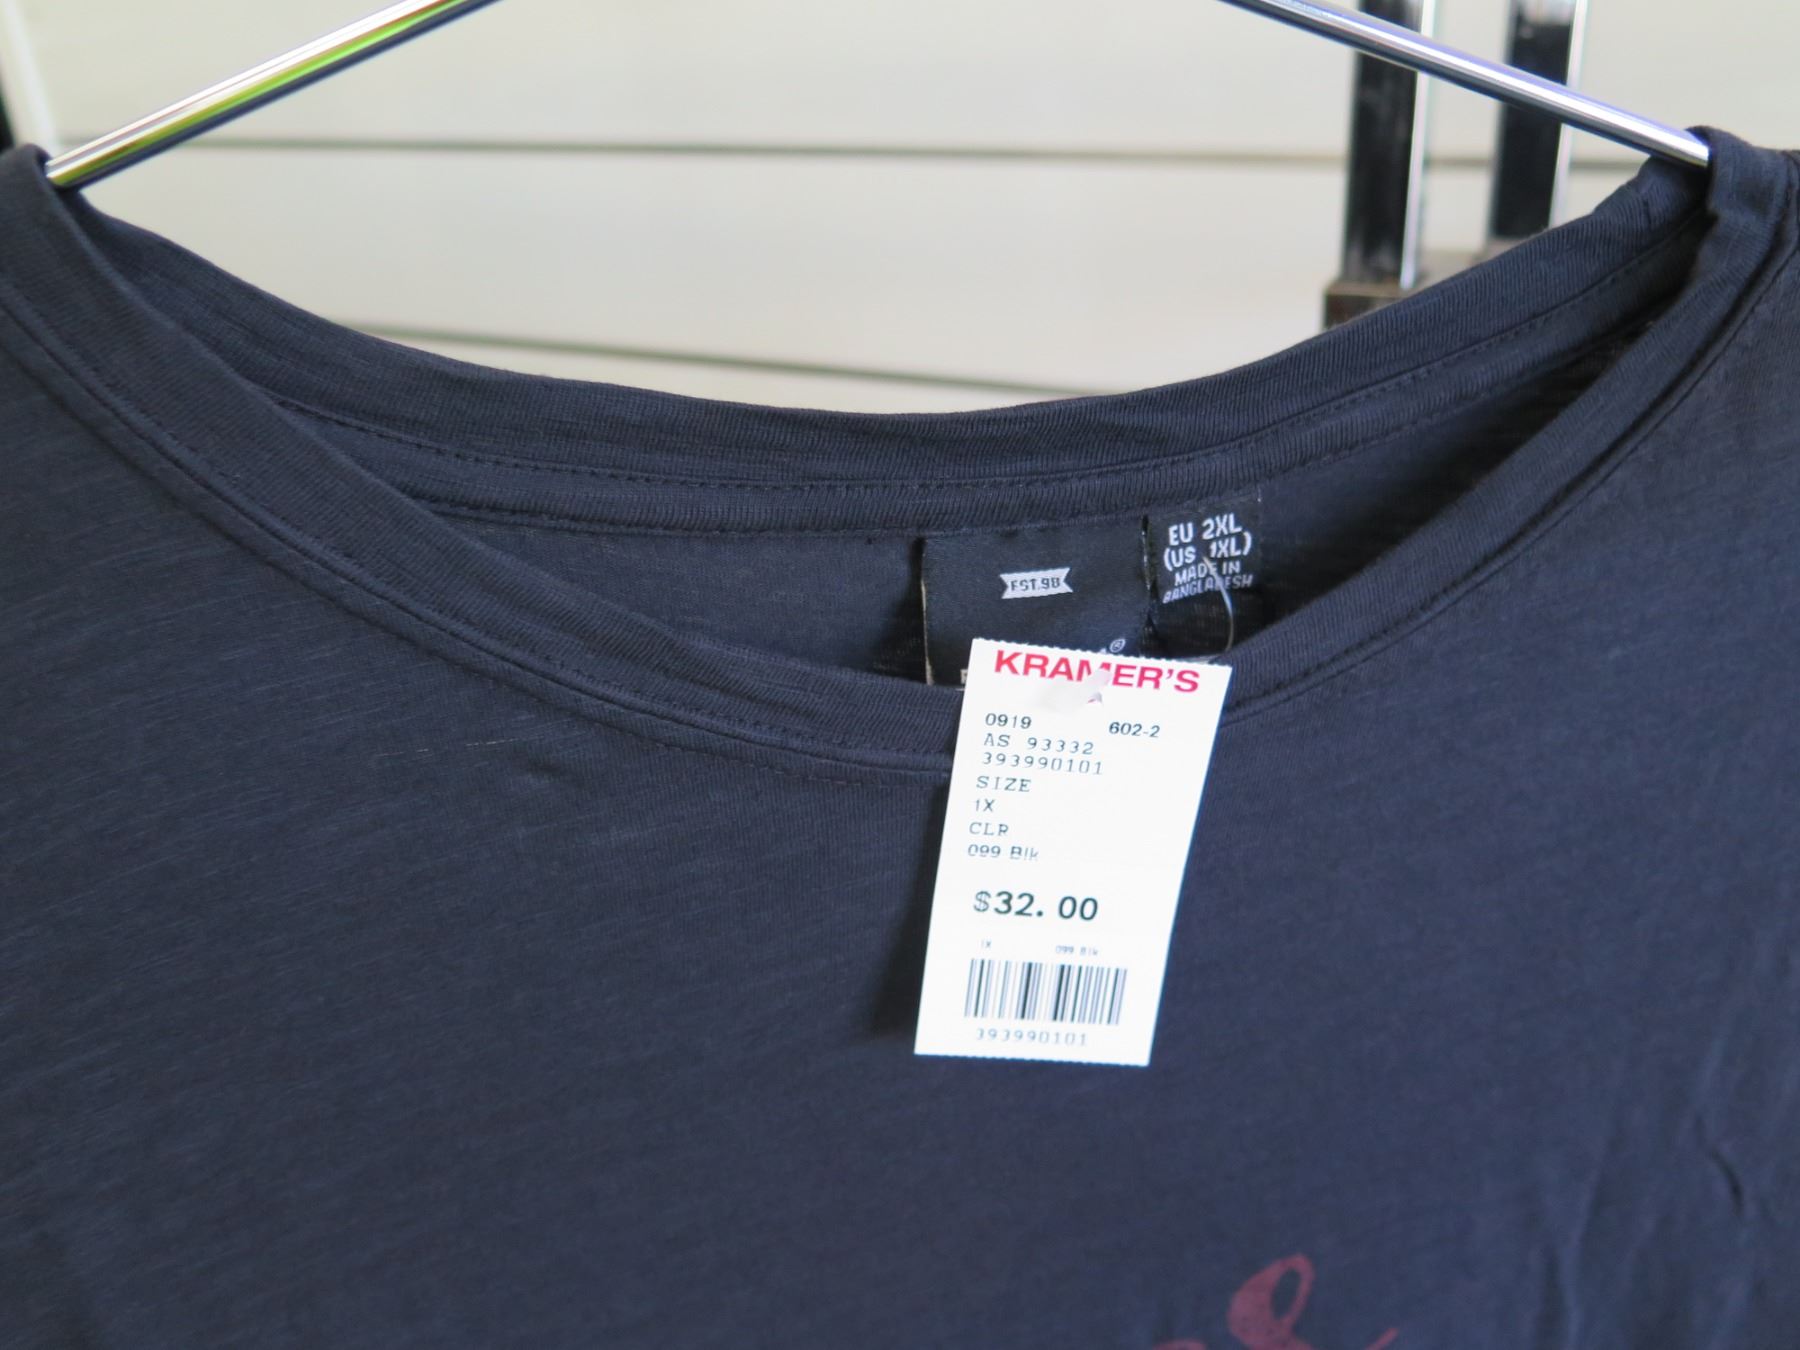 EST.98
EU 2XL
(US 1XL)
MADE IN
BANGLADESH
KRAMER'S
0919 602-2
AS 93332
393990101
SIZE
1X
CLR
099 Blk
$32.00
1X 099 Blk
393990101